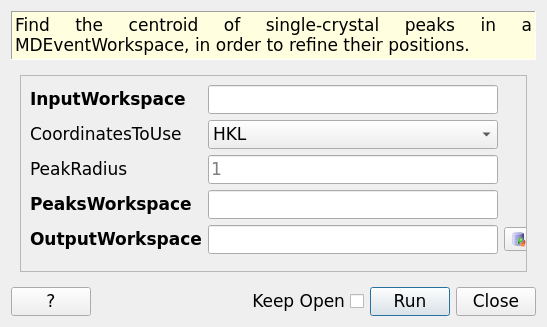 Find the centroid of single-crystal peaks in a
MDEventWorkspace, in order to refine their positions.
InputWorkspace
CoordinatesToUse HKL
PeakRadius 1
PeaksWorkspace
OutputWorkspace
? Keep Open Run Close